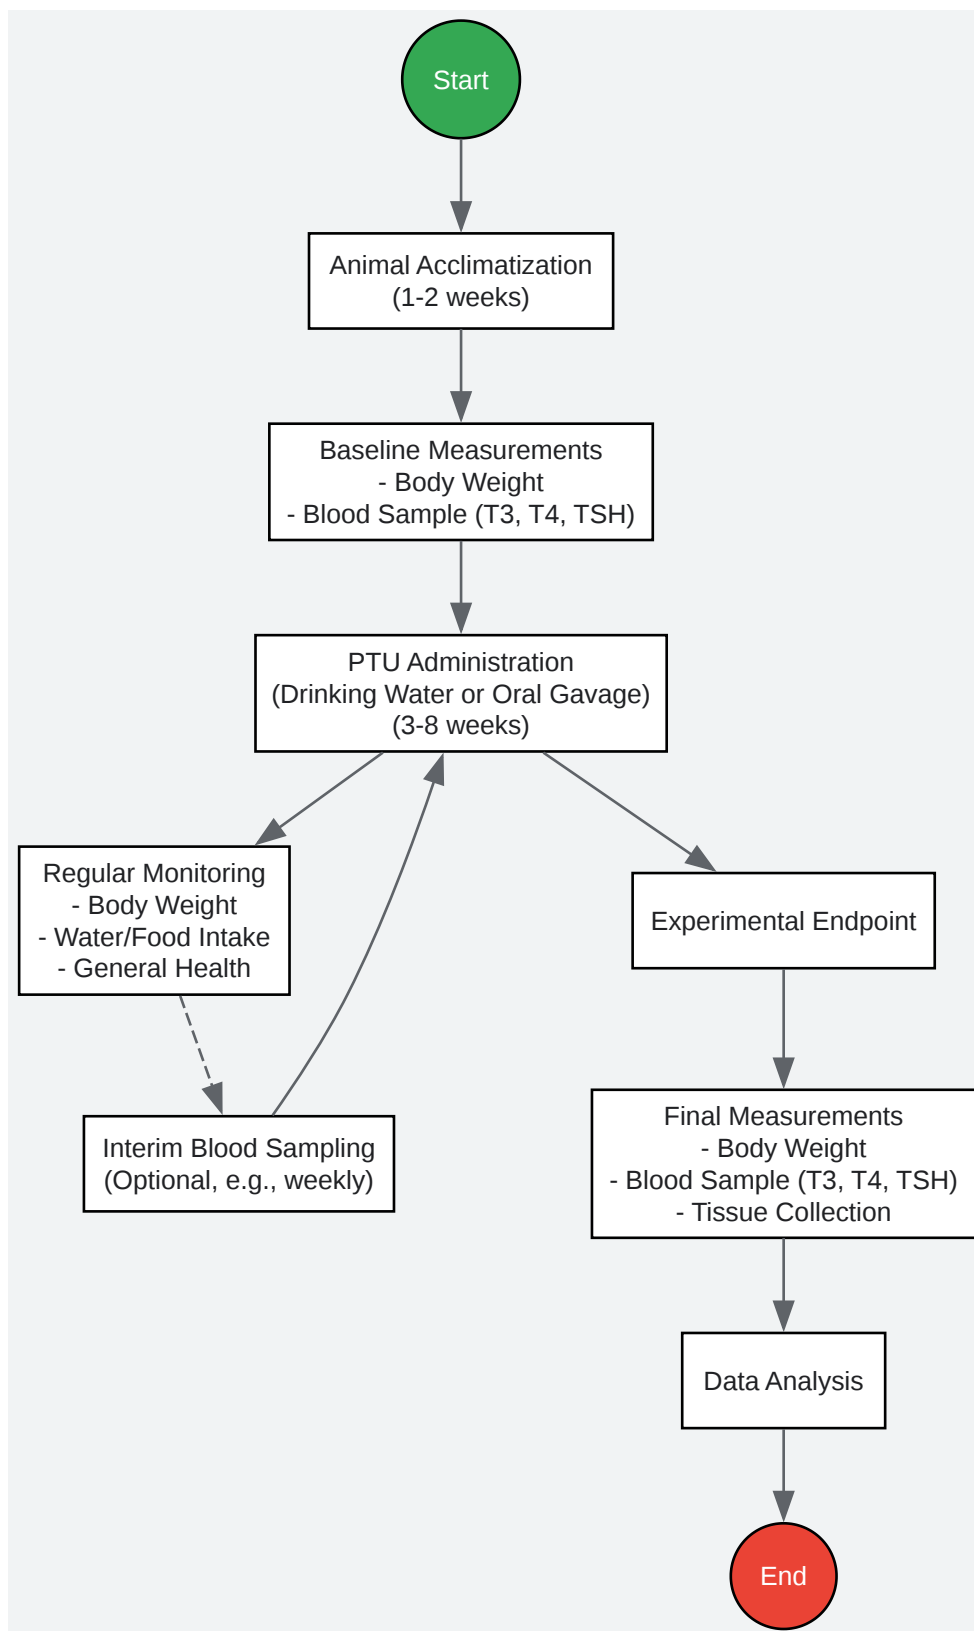 Start
Animal Acclimatization
(1-2 weeks)
Baseline Measurements
- Body Weight
- Blood Sample (T3, T4, TSH)
PTU Administration
(Drinking Water or Oral Gavage)
(3-8 weeks)
Regular Monitoring
- Body Weight
- Water/Food Intake
- General Health
Experimental Endpoint
Interim Blood Sampling
(Optional, e.g., weekly)
Final Measurements
- Body Weight
- Blood Sample (T3, T4, TSH)
- Tissue Collection
Data Analysis
End